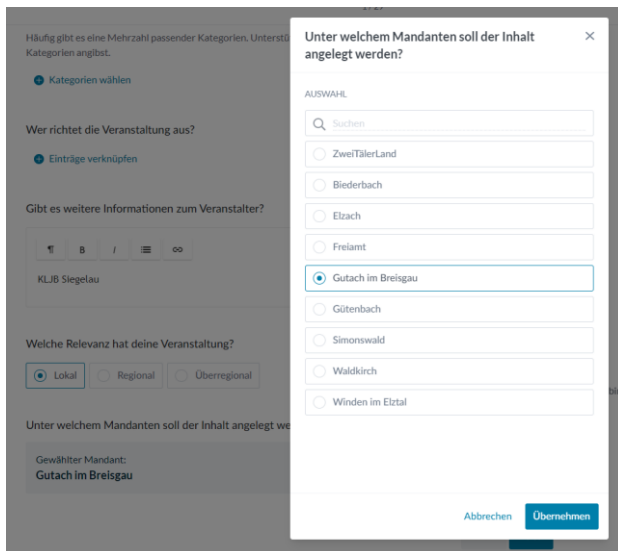 Häufig gibt es eine Mehrzahl passender Kategorien. Unterstü
Kategorien angibst.
Kategorien wählen
Wer richtet die Veranstaltung aus?
Einträge verknüpfen
Gibt es weitere Informationen zum Veranstalter?
¶ B I
KLJB Siegelau
Welche Relevanz hat deine Veranstaltung?
Lokal Regional Überregional
Unter welchem Mandanten soll der Inhalt angelegt we
Gewählter Mandant:
Gutach im Breisgau
Unter welchem Mandanten soll der Inhalt
angelegt werden?
AUSWAHL
Suchen
ZweiTälerLand
Biederbach
Elzach
Freiamt
Gutach im Breisgau
Gütenbach
Simonswald
Waldkirch
Winden im Elztal
Abbrechen Übernehmen